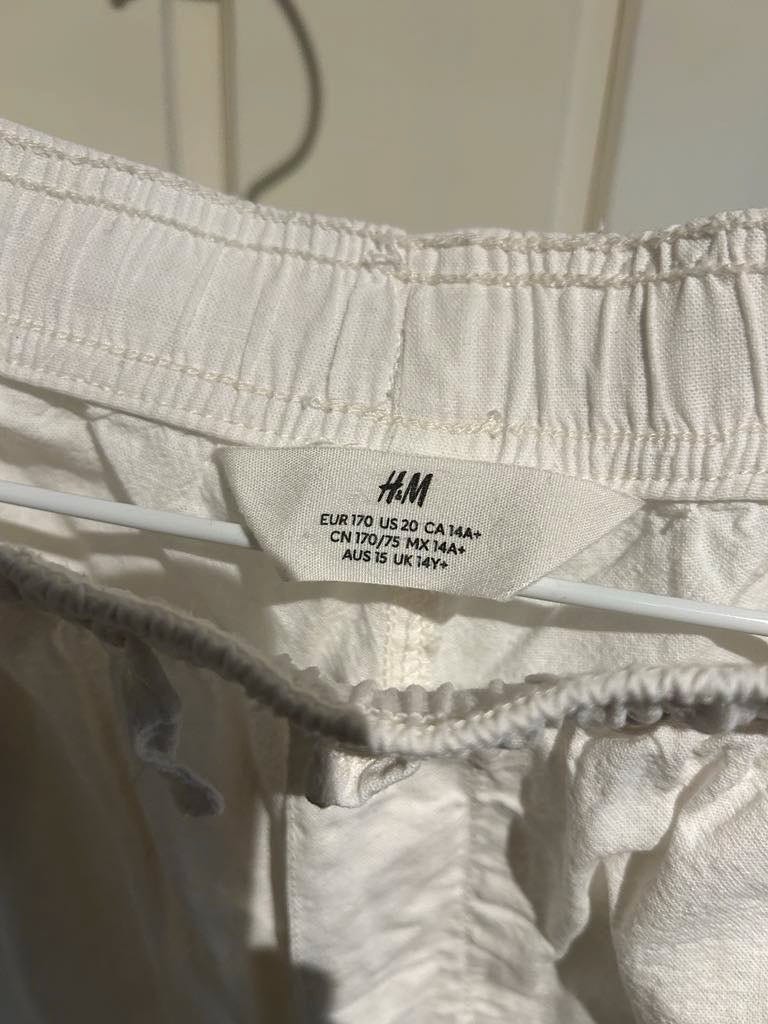 H&M
EUR 170 US 20 CA 14A+
CN 170/75 MX 14A+
AUS 15 UK 14Y+